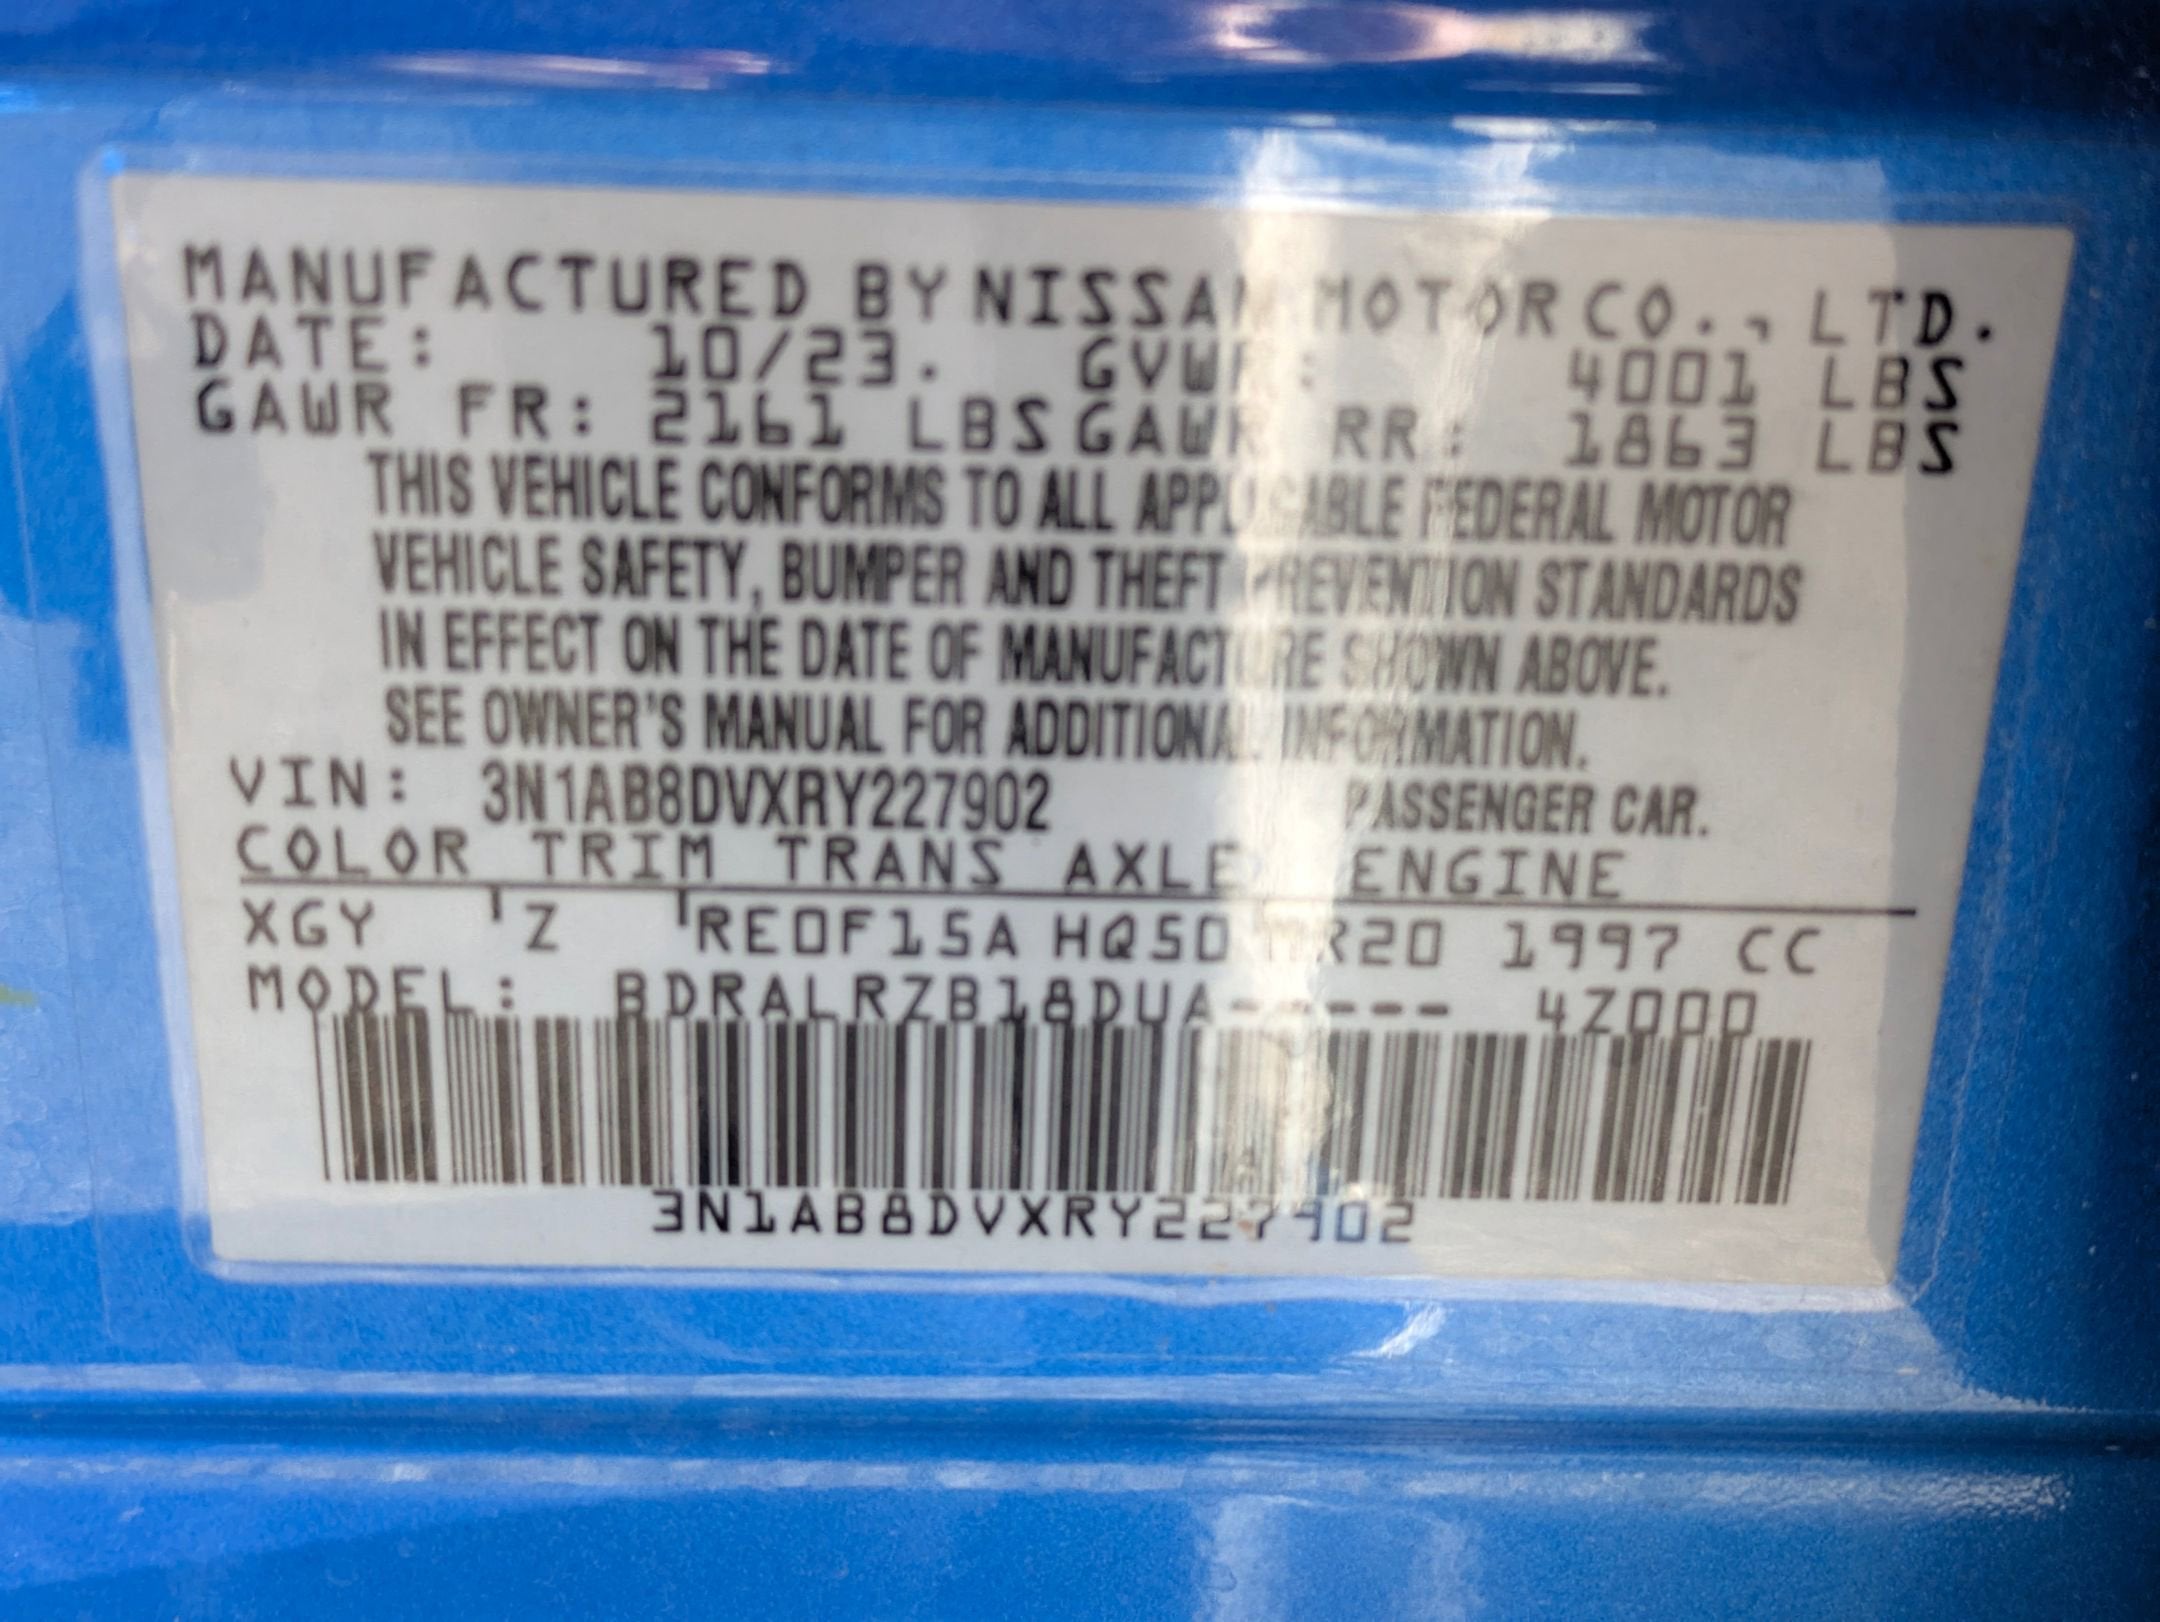 MANUFACTURED BY NISSAN MOTOR CO., LTD.
DATE: 10/23. GVWR: 4001 LBS
GAWR FR: 2161 LBS GAWR RR: 1863 LBS
THIS VEHICLE CONFORMS TO ALL APPLICABLE FEDERAL MOTOR
VEHICLE SAFETY, BUMPER AND THEFT PREVENTION STANDARDS
IN EFFECT ON THE DATE OF MANUFACTURE SHOWN ABOVE.
SEE OWNER'S MANUAL FOR ADDITIONAL INFORMATION.
VIN: 3N1AB8DVXRY227902 PASSENGER CAR.
COLOR TRIM TRANS AXLE ENGINE
XGY Z RE0F15A HQ50 MR20 1997 CC
MODEL: BDRALRZB18DUA----- 4Z000
3N1AB8DVXRY227902